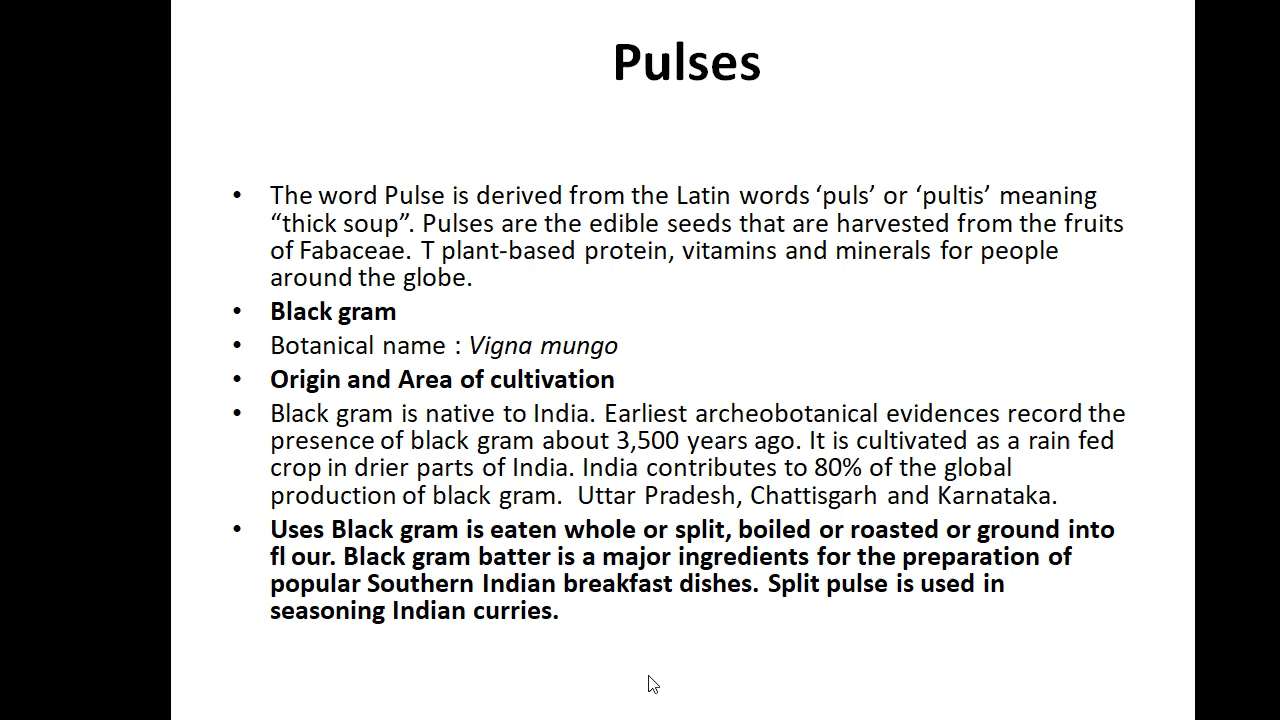 Pulses
• The word Pulse is derived from the Latin words ‘puls’ or ‘pultis’ meaning
“thick soup”. Pulses are the edible seeds that are harvested from the fruits
of Fabaceae. T plant-based protein, vitamins and minerals for people
around the globe.
• Black gram
• Botanical name : Vigna mungo
• Origin and Area of cultivation
• Black gram is native to India. Earliest archeobotanical evidences record the
presence of black gram about 3,500 years ago. It is cultivated as a rain fed
crop in drier parts of India. India contributes to 80% of the global
production of black gram.  Uttar Pradesh, Chattisgarh and Karnataka.
• Uses Black gram is eaten whole or split, boiled or roasted or ground into
fl our. Black gram batter is a major ingredients for the preparation of
popular Southern Indian breakfast dishes. Split pulse is used in
seasoning Indian curries.